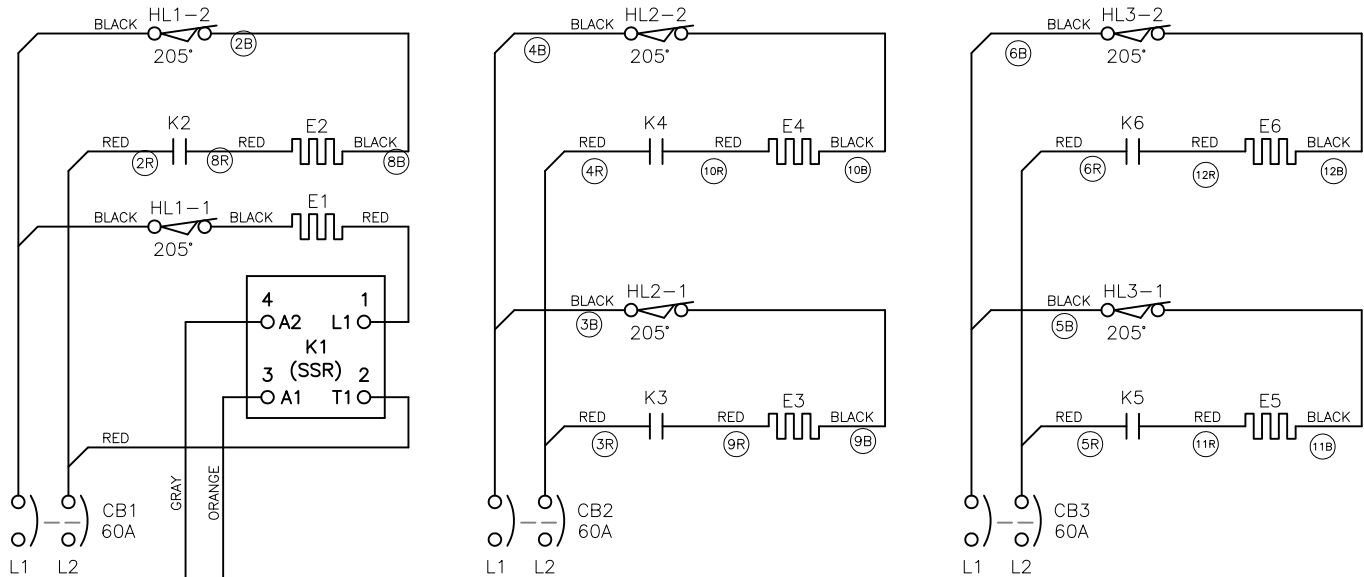 BLACK HL1-2 2B
205°
RED K2 RED E2 BLACK
2R 8R 8B
BLACK HL1-1 BLACK E1 RED
205°
4 1
A2 L1
K1
(SSR)
3 2
A1 T1
RED
GRAY
ORANGE
CB1
60A
L1 L2
BLACK HL2-2
4B
205°
RED K4 RED E4 BLACK
4R 10R 10B
BLACK HL2-1
3B
205°
RED K3 RED E3 BLACK
3R 9R 9B
CB2
60A
L1 L2
BLACK HL3-2
6B
205°
RED K6 RED E6 BLACK
6R 12R 12B
BLACK HL3-1
5B
205°
RED K5 RED E5 BLACK
5R 11R 11B
CB3
60A
L1 L2